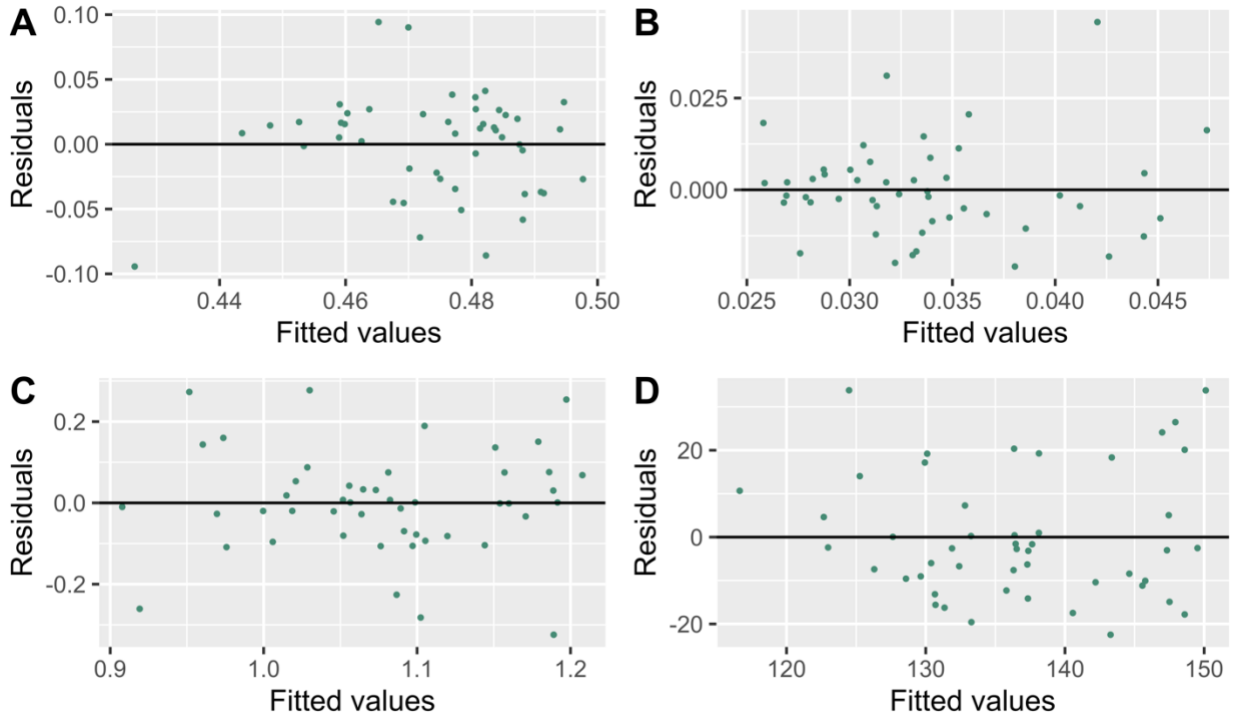 A
Residuals
0.10
0.05
0.00
-0.05
-0.10
0.44 0.46 0.48 0.50
Fitted values
B
Residuals
0.025
0.000
0.025 0.030 0.035 0.040 0.045
Fitted values
C
Residuals
0.2
0.0
-0.2
0.9 1.0 1.1 1.2
Fitted values
D
Residuals
20
0
-20
120 130 140 150
Fitted values